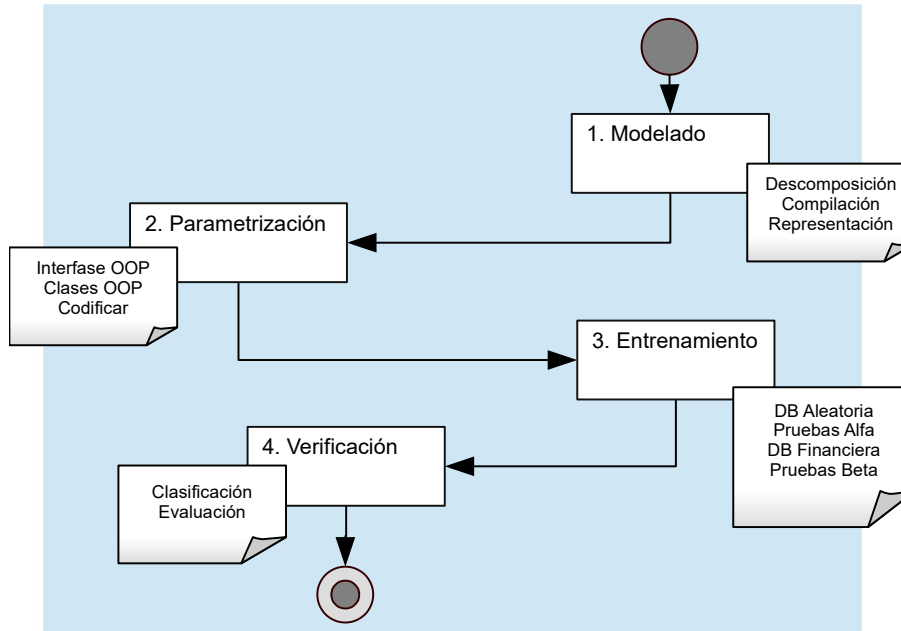 1. Modelado
Descomposición
Compilación
Representación
2. Parametrización
Interfase OOP
Clases OOP
Codificar
3. Entrenamiento
DB Aleatoria
Pruebas Alfa
DB Financiera
Pruebas Beta
4. Verificación
Clasificación
Evaluación